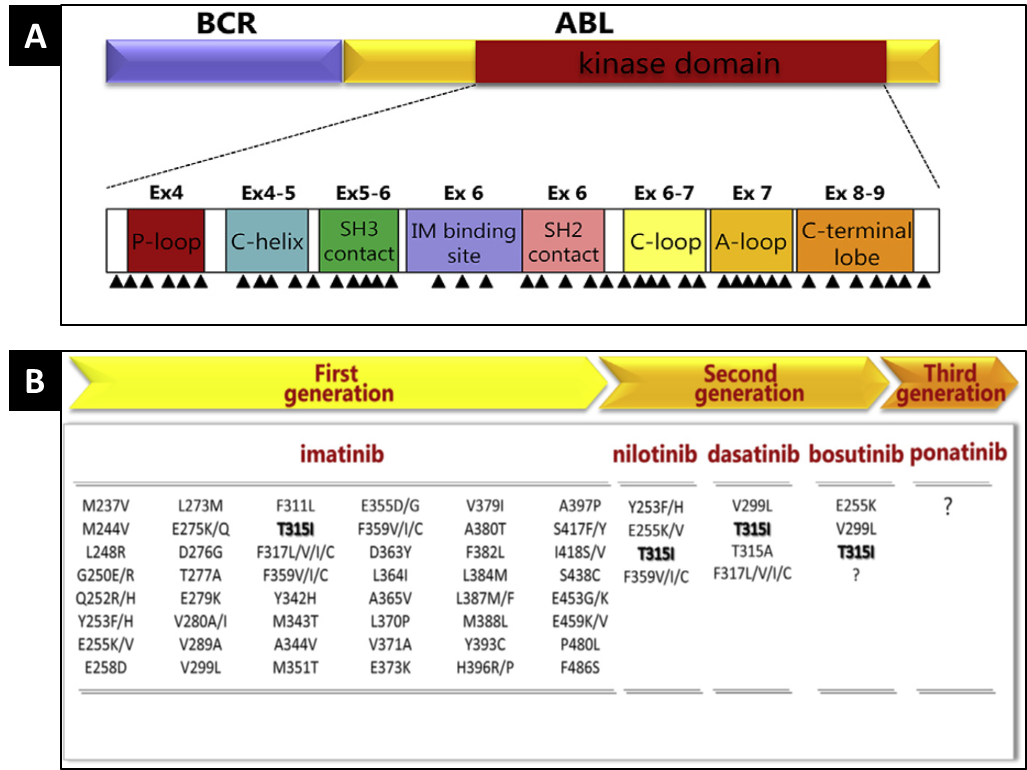 A
BCR
ABL
kinase domain
Ex4 Ex4-5 Ex5-6 Ex 6 Ex 6 Ex 6-7 Ex 7 Ex 8-9
P-loop
C-helix
SH3
contact
IM binding
site
SH2
contact
C-loop
A-loop
C-terminal
lobe
B
First
generation
Second
generation
Third
generation
imatinib nilotinib dasatinib bosutinib ponatinib
M237V L273M F311L E355D/G V379I A397P Y253F/H V299L E255K ?
M244V E275K/Q T315I F359V/I/C A380T S417F/Y E255K/V T315I V299L
L248R D276G F317L/V/I/C D363Y F382L I418S/V T315I T315A T315I
G250E/R T277A F359V/I/C L364I L384M S438C F359V/I/C F317L/V/I/C ?
Q252R/H E279K Y342H A365V L387M/F E453G/K
Y253F/H V280A/I M343T L370P M388L E459K/V
E255K/V V289A A344V V371A Y393C P480L
E258D V299L M351T E373K H396R/P F486S